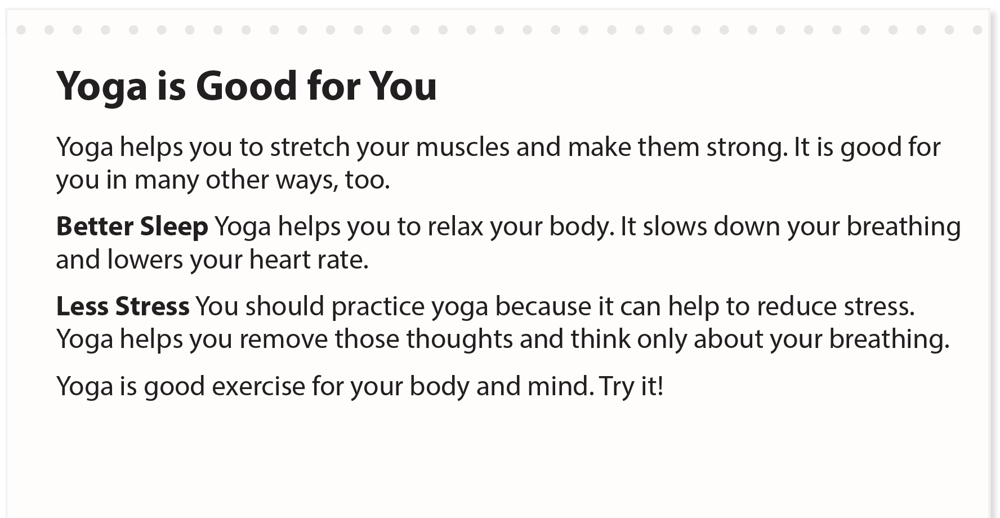 Yoga is Good for You
Yoga helps you to stretch your muscles and make them strong. It is good for
you in many other ways, too.
Better Sleep Yoga helps you to relax your body. It slows down your breathing
and lowers your heart rate.
Less Stress You should practice yoga because it can help to reduce stress.
Yoga helps you remove those thoughts and think only about your breathing.
Yoga is good exercise for your body and mind. Try it!